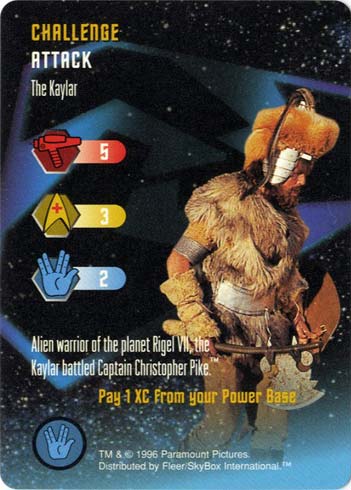 CHALLENGE
ATTACK
The Kaylar
5
3
2
Alien warrior of the planet Rigel VII, the
Kaylar battled Captain Christopher Pike.™
Pay 1 XC From your Power Base
TM & © 1996 Paramount Pictures.
Distributed by Fleer/SkyBox International.™